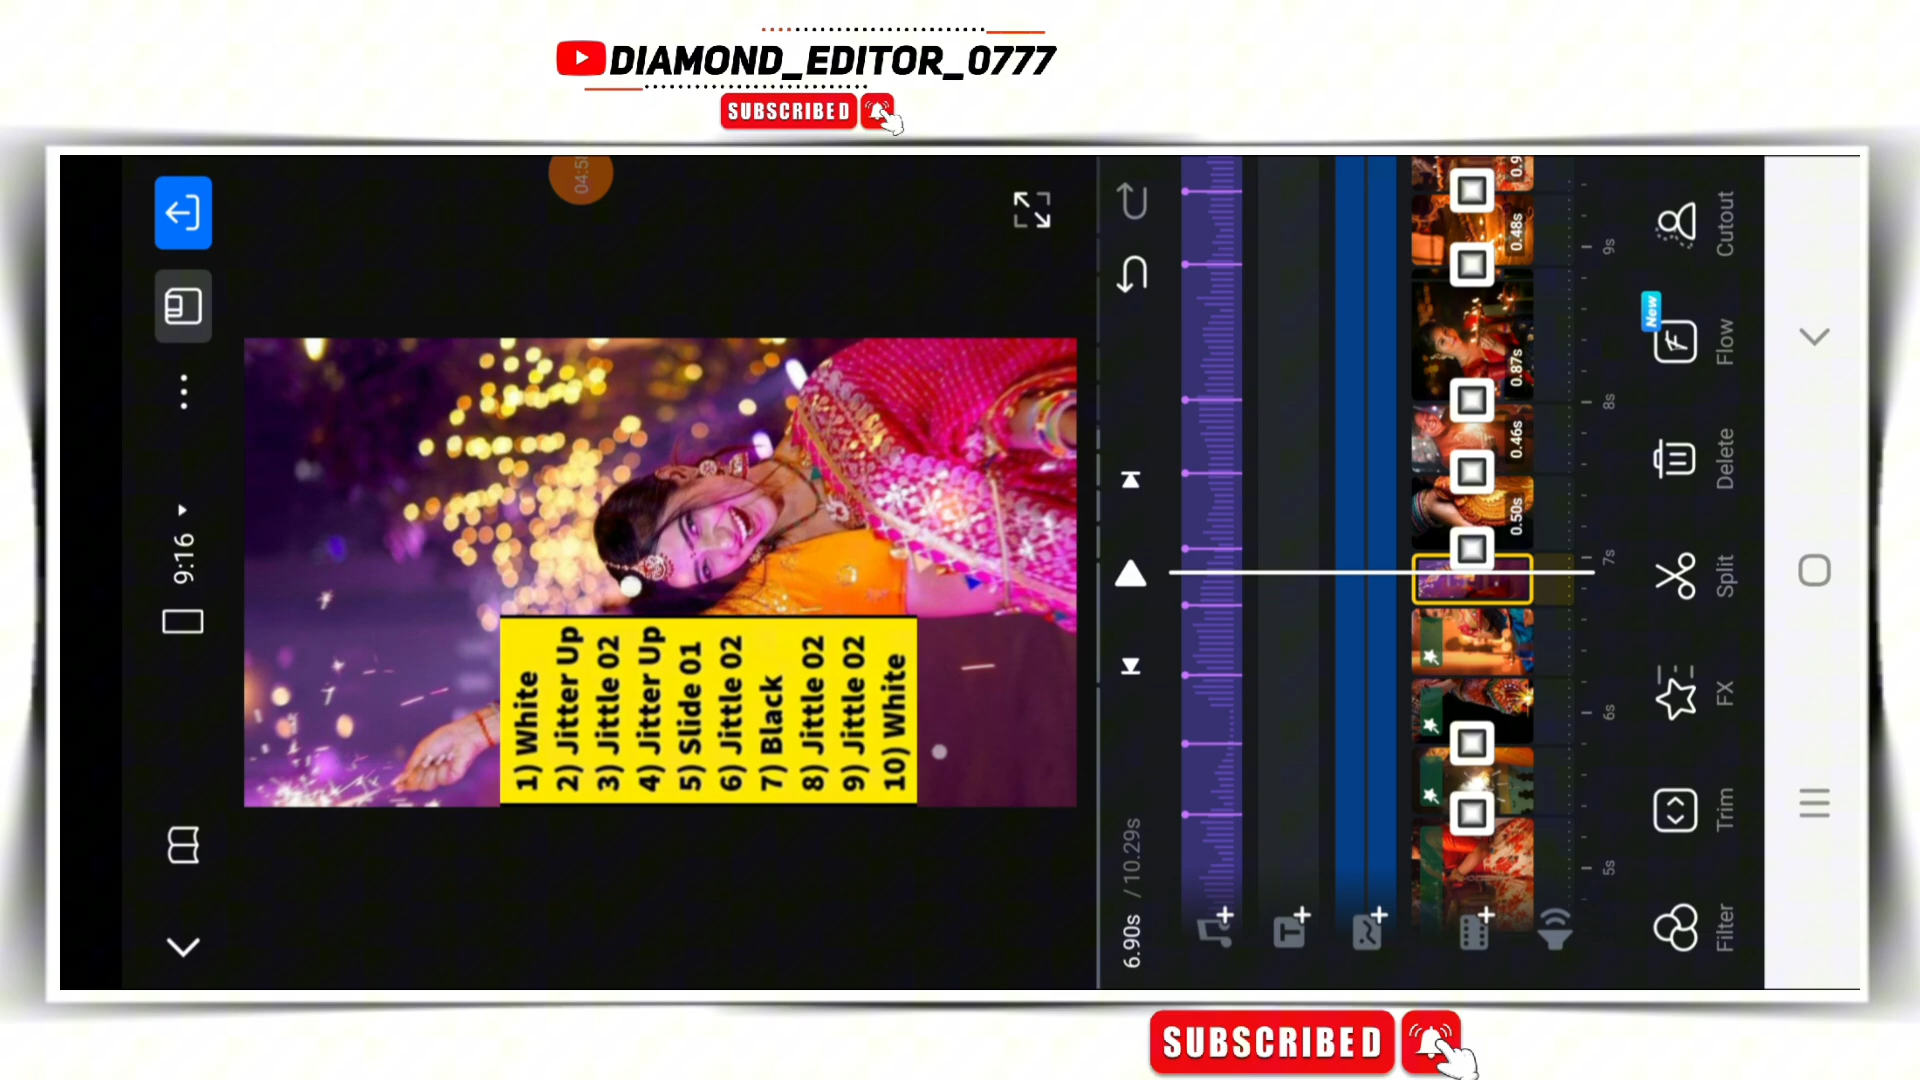 DIAMOND_EDITOR_0777
SUBSCRIBED
9:16
1) White
2) Jitter Up
3) Jittle 02
4) Jitter Up
5) Slide 01
6) Jittle 02
7) Black
8) Jittle 02
9) Jittle 02
10) White
6.90s / 10.29s
0.50s
0.46s
0.87s
0.48s
5s
6s
7s
8s
9s
Filter
Trim
FX
Split
Delete
New
Flow
Cutout
SUBSCRIBED